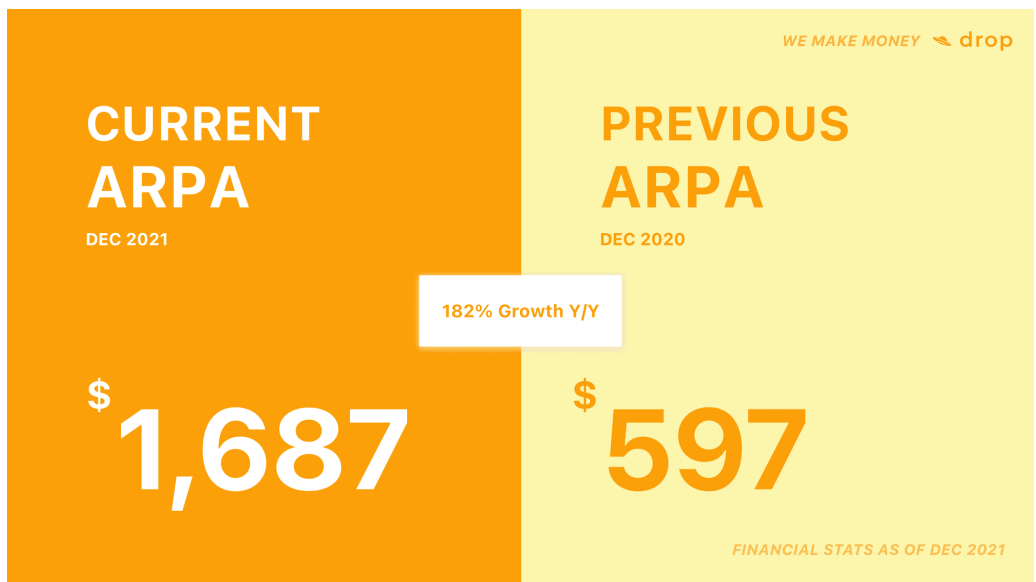 WE MAKE MONEY drop
CURRENT
ARPA
DEC 2021
PREVIOUS
ARPA
DEC 2020
182% Growth Y/Y
$1,687
$597
FINANCIAL STATS AS OF DEC 2021